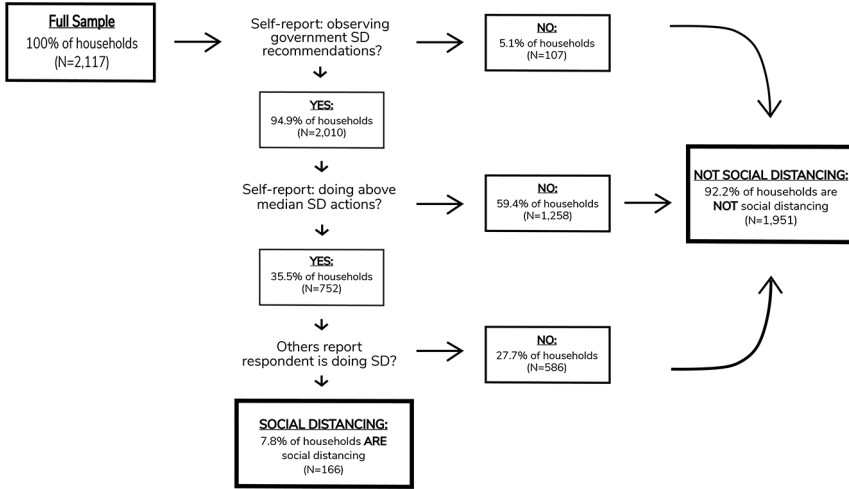 Full Sample
100% of households
(N=2,117)
Self-report: observing
government SD
recommendations?
NO:
5.1% of households
(N=107)
YES:
94.9% of households
(N=2,010)
Self-report: doing above
median SD actions?
NO:
59.4% of households
(N=1,258)
NOT SOCIAL DISTANCING:
92.2% of households are
NOT social distancing
(N=1,951)
YES:
35.5% of households
(N=752)
Others report
respondent is doing SD?
NO:
27.7% of households
(N=586)
SOCIAL DISTANCING:
7.8% of households ARE
social distancing
(N=166)